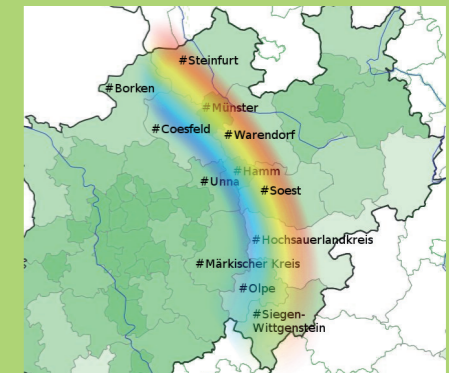 #Steinfurt
#Borken
#Münster
#Coesfeld
#Warendorf
#Hamm
#Unna
#Soest
#Hochsauerlandkreis
#Märkischer Kreis
#Olpe
#Siegen-
Wittgenstein